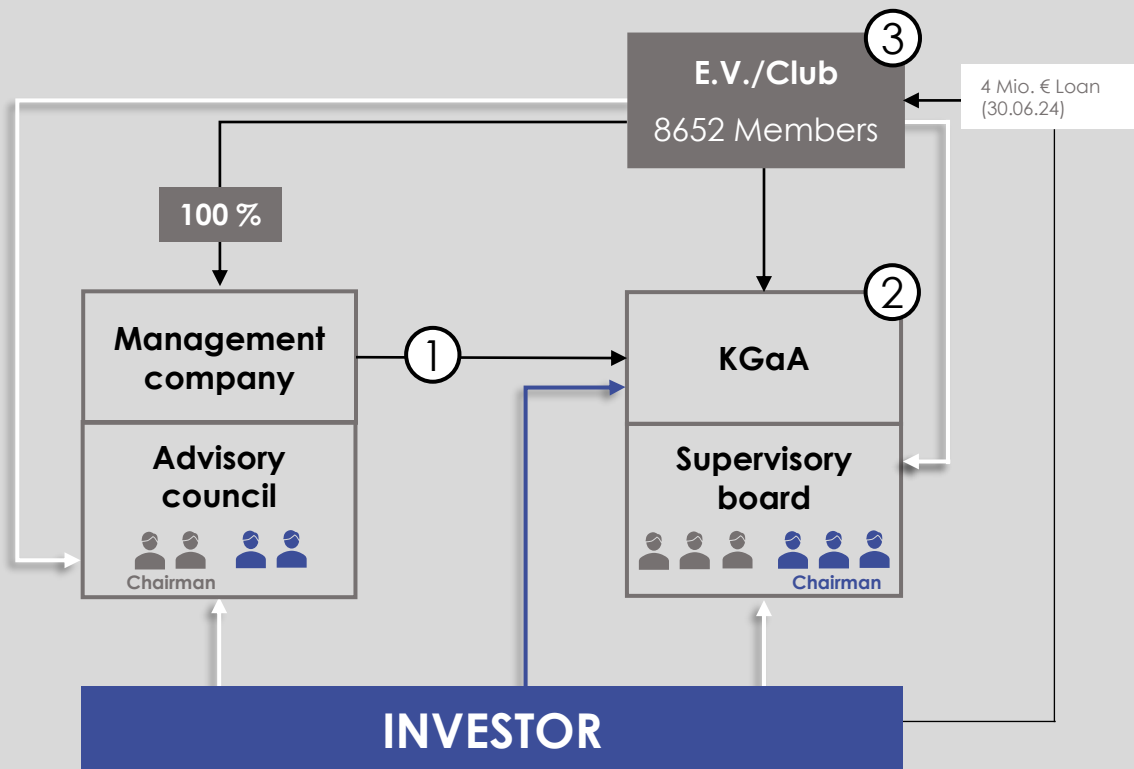 3
E.V./Club
8652 Members
4 Mio. € Loan
(30.06.24)
100 %
2
Management
company
1
KGaA
Advisory
council
Chairman
Supervisory
board
Chairman
INVESTOR